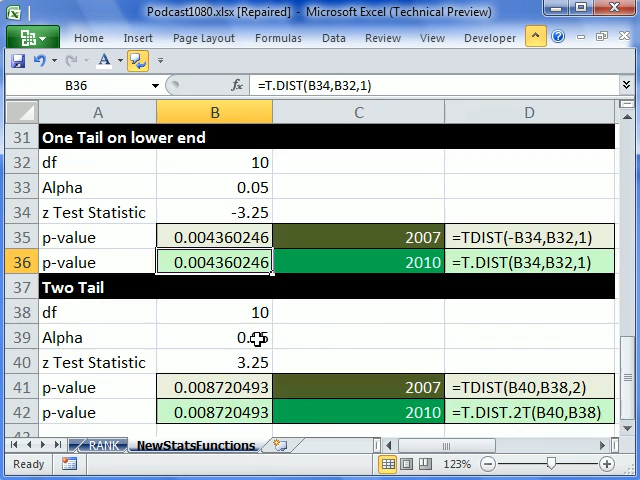 Podcast1080.xlsx [Repaired] - Microsoft Excel (Technical Preview)
Home Insert Page Layout Formulas Data Review View Developer
B36 fx =T.DIST(B34,B32,1)
A B C D
31 One Tail on lower end
32 df 10
33 Alpha 0.05
34 z Test Statistic -3.25
35 p-value 0.004360246 2007 =TDIST(-B34,B32,1)
36 p-value 0.004360246 2010 =T.DIST(B34,B32,1)
37 Two Tail
38 df 10
39 Alpha
40 z Test Statistic 3.25
41 p-value 0.008720493 2007 =TDIST(B40,B38,2)
42 p-value 0.008720493 2010 =T.DIST.2T(B40,B38)
RANK NewStatsFunctions
Ready 123%